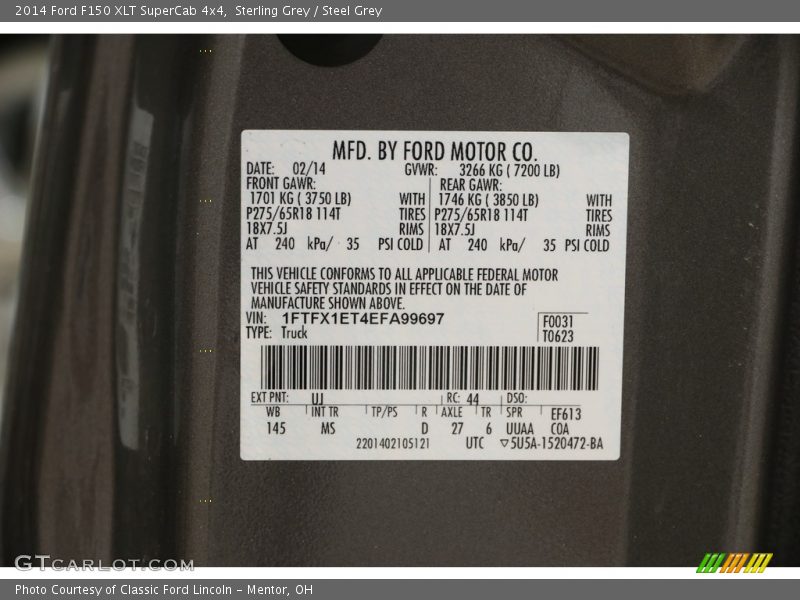 2014 Ford F150 XLT SuperCab 4x4,  Sterling Grey / Steel Grey
MFD. BY FORD MOTOR CO.
DATE: 02/14 GVWR: 3266 KG ( 7200 LB)
FRONT GAWR: REAR GAWR:
1701 KG ( 3750 LB) WITH 1746 KG ( 3850 LB) WITH
P275/65R18 114T TIRES P275/65R18 114T TIRES
18X7.5J RIMS 18X7.5J RIMS
AT 240 kPa/ 35 PSI COLD AT 240 kPa/ 35 PSI COLD
THIS VEHICLE CONFORMS TO ALL APPLICABLE FEDERAL MOTOR
VEHICLE SAFETY STANDARDS IN EFFECT ON THE DATE OF
MANUFACTURE SHOWN ABOVE.
VIN: 1FTFX1ET4EFA99697 F0031
TYPE: Truck T0623
EXT PNT: UJ RC: 44 DSO:
WB INT TR TP/PS R AXLE TR SPR EF613
145 MS D 27 6 UUAA COA
2201402105121 UTC ▽5U5A-1520472-BA
GTCARLOT.COM
Photo Courtesy of Classic Ford Lincoln - Mentor, OH